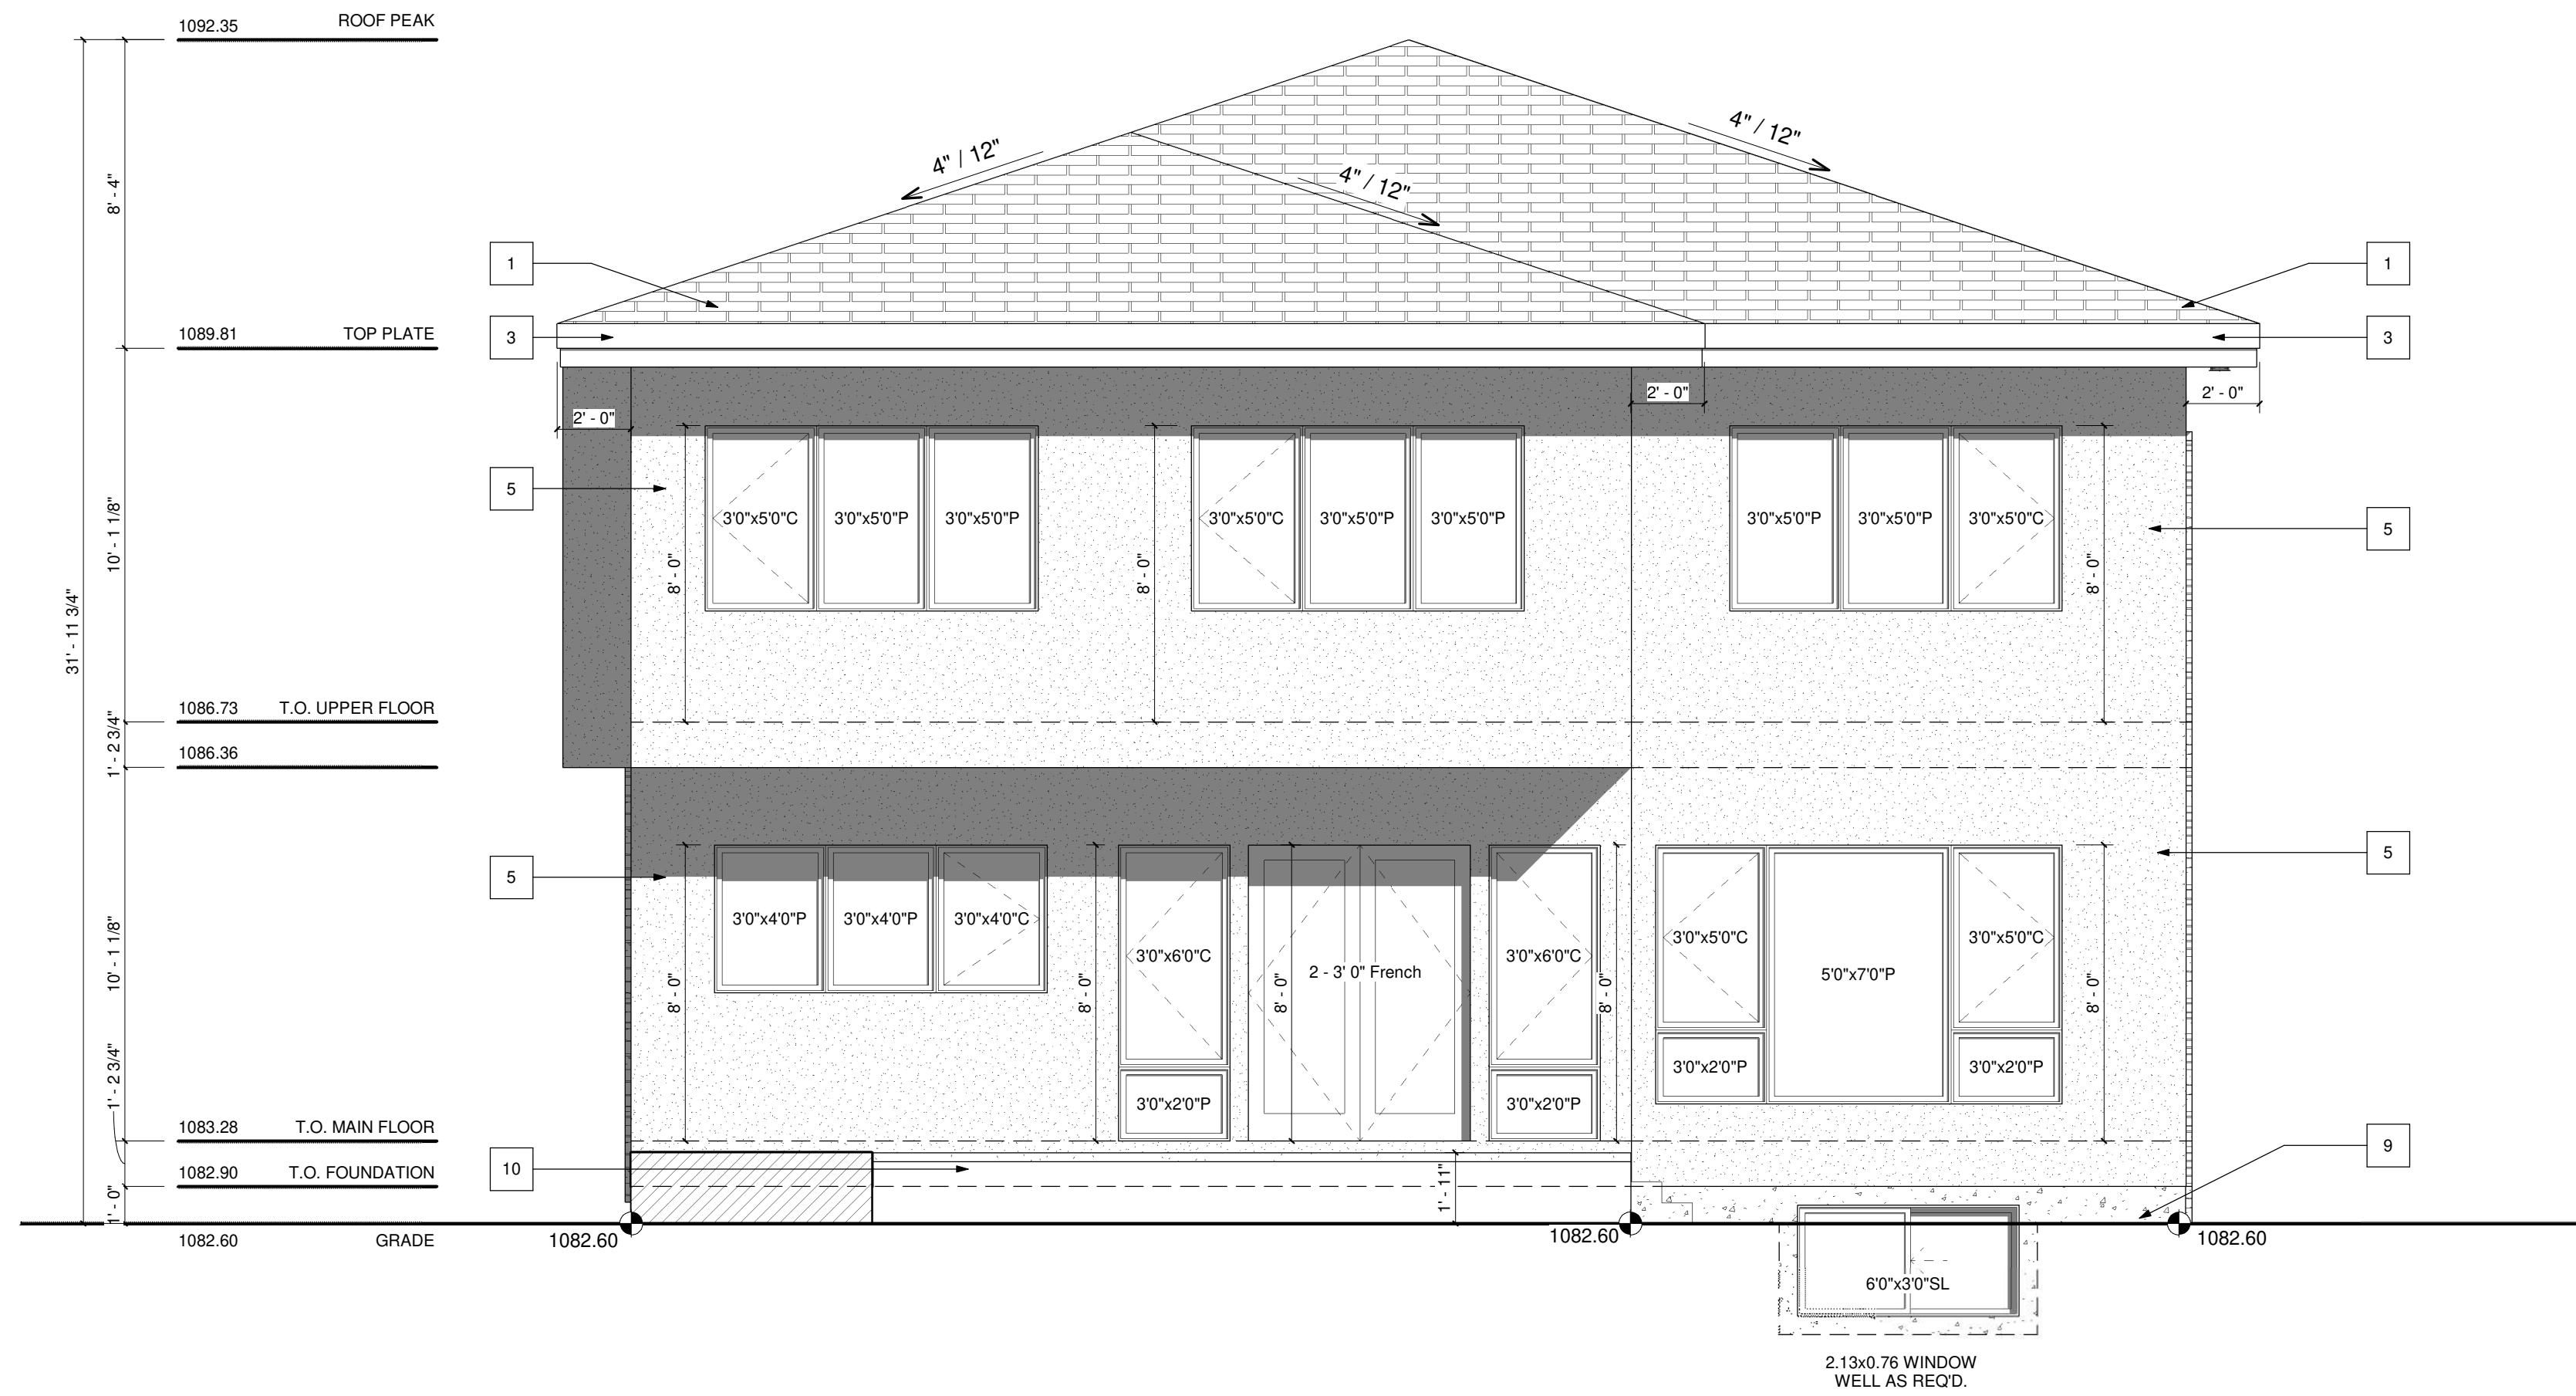 1092.35 ROOF PEAK
4" / 12"
4" / 12"
4" / 12"
8' - 4"
1
1
1089.81 TOP PLATE
3
3
2' - 0"
2' - 0"
2' - 0"
5
3'0"x5'0"C
3'0"x5'0"P
3'0"x5'0"P
3'0"x5'0"C
3'0"x5'0"P
3'0"x5'0"P
3'0"x5'0"P
3'0"x5'0"P
3'0"x5'0"C
5
10' - 1 1/8"
8' - 0"
8' - 0"
8' - 0"
31' - 11 3/4"
1086.73 T.O. UPPER FLOOR
1' - 2 3/4"
1086.36
5
5
3'0"x4'0"P
3'0"x4'0"P
3'0"x4'0"C
3'0"x6'0"C
2 - 3' 0" French
3'0"x6'0"C
3'0"x5'0"C
5'0"x7'0"P
3'0"x5'0"C
10' - 1 1/8"
8' - 0"
8' - 0"
8' - 0"
8' - 0"
8' - 0"
3'0"x2'0"P
3'0"x2'0"P
3'0"x2'0"P
3'0"x2'0"P
1' - 2 3/4"
1083.28 T.O. MAIN FLOOR
9
1082.90 T.O. FOUNDATION
10
1' - 11"
1' - 0"
1082.60 GRADE
1082.60
1082.60
1082.60
6'0"x3'0"SL
2.13x0.76 WINDOW
WELL AS REQ'D.